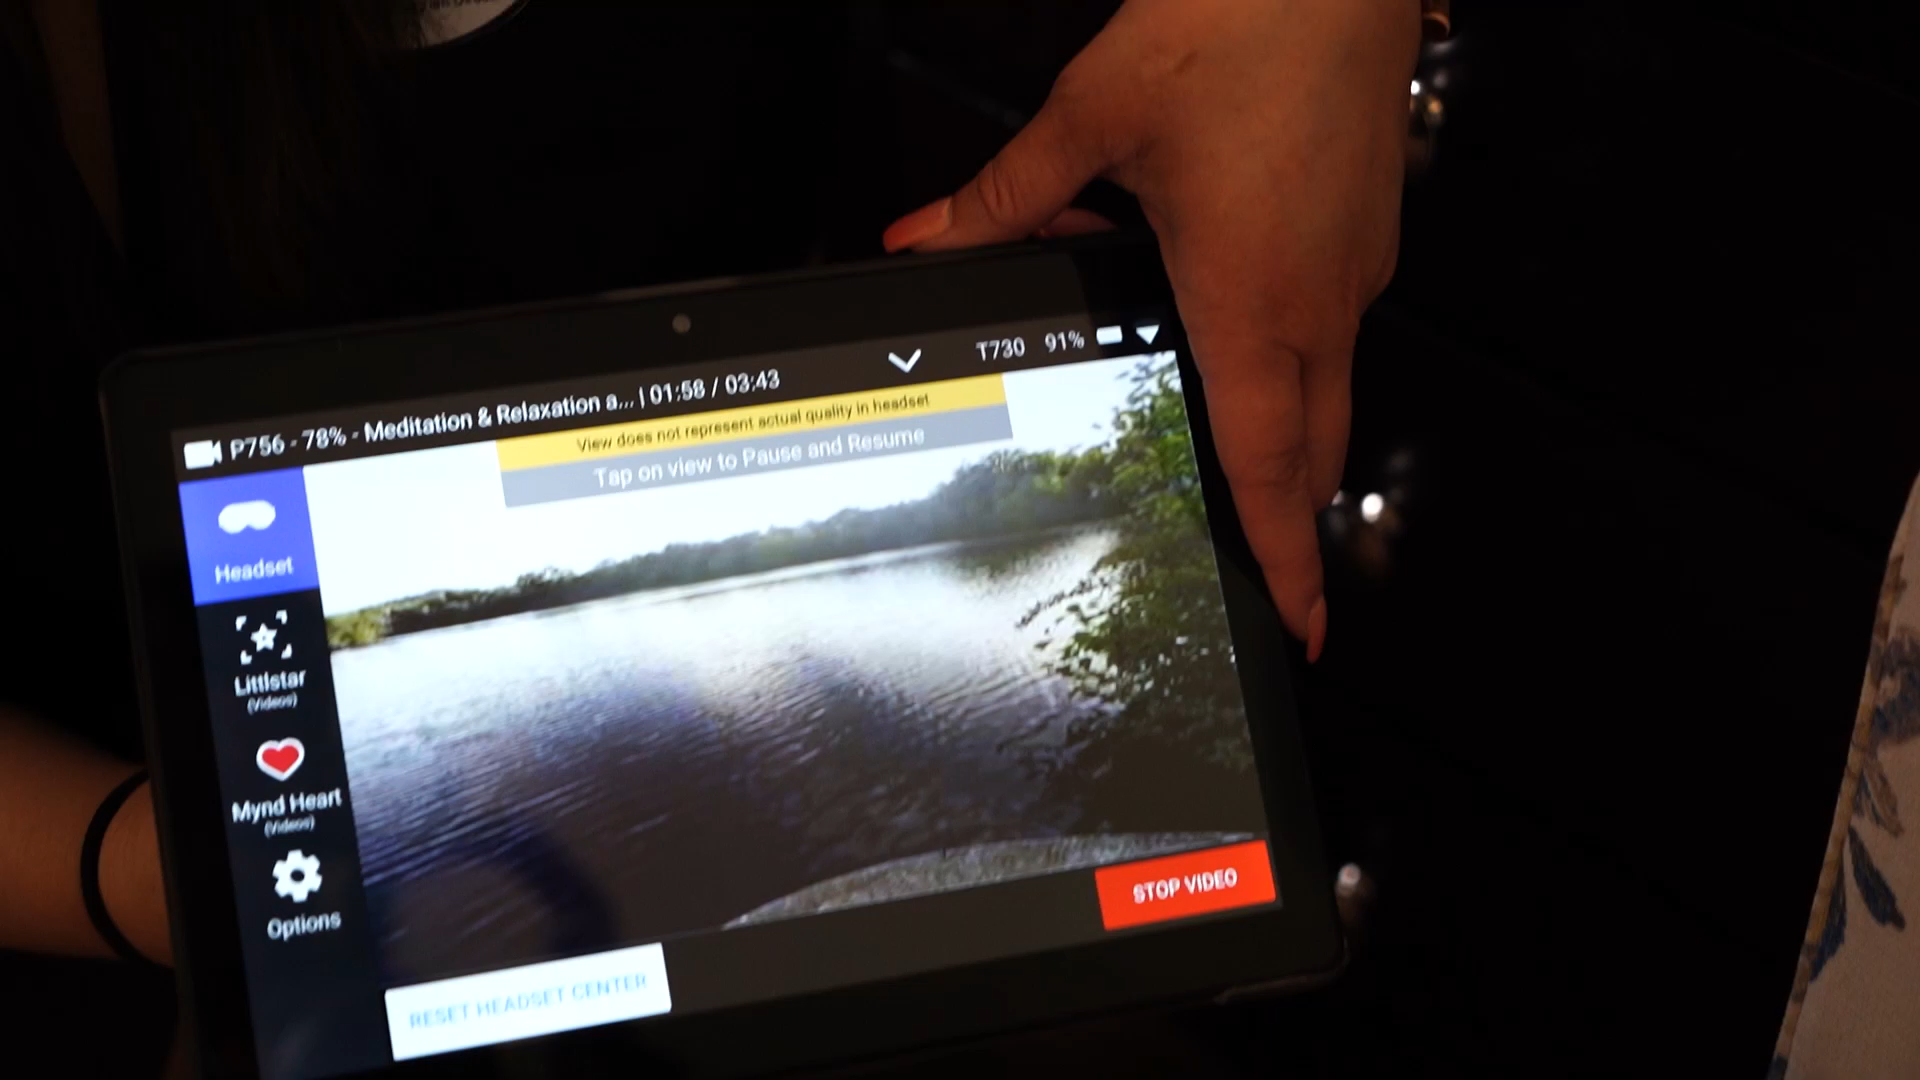 P756 - 78% - Meditation & Relaxation a... | 01:58 / 03:43
T730 91%
View does not represent actual quality in headset
Tap on view to Pause and Resume
Headset
Littlstar
(Videos)
Mynd Heart
(Videos)
Options
STOP VIDEO
RESET HEADSET CENTER